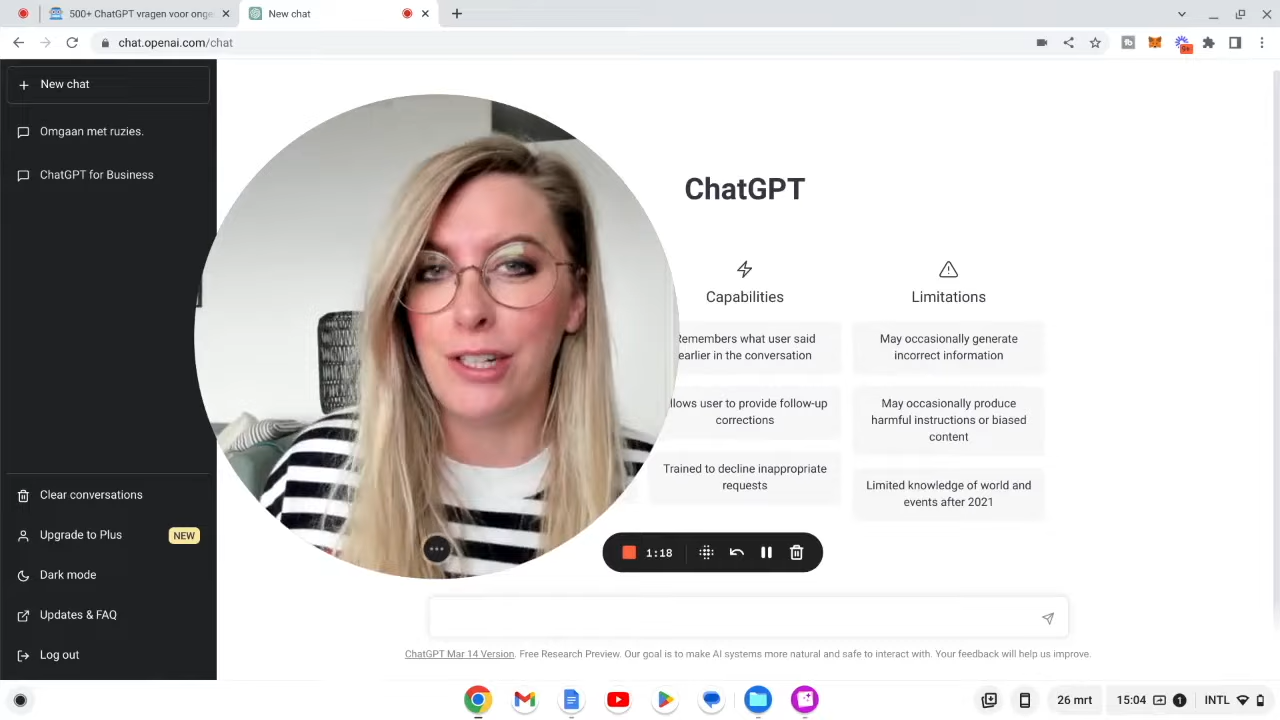 500+ ChatGPT vragen voor onge
New chat
chat.openai.com/chat
9+
New chat
Omgaan met ruzies.
ChatGPT for Business
Clear conversations
Upgrade to Plus
NEW
Dark mode
Updates & FAQ
Log out
ChatGPT
Capabilities
Remembers what user said
earlier in the conversation
llows user to provide follow-up
corrections
Trained to decline inappropriate
requests
Limitations
May occasionally generate
incorrect information
May occasionally produce
harmful instructions or biased
content
Limited knowledge of world and
events after 2021
1:18
ChatGPT Mar 14 Version. Free Research Preview. Our goal is to make AI systems more natural and safe to interact with. Your feedback will help us improve.
26 mrt
15:04
1
INTL